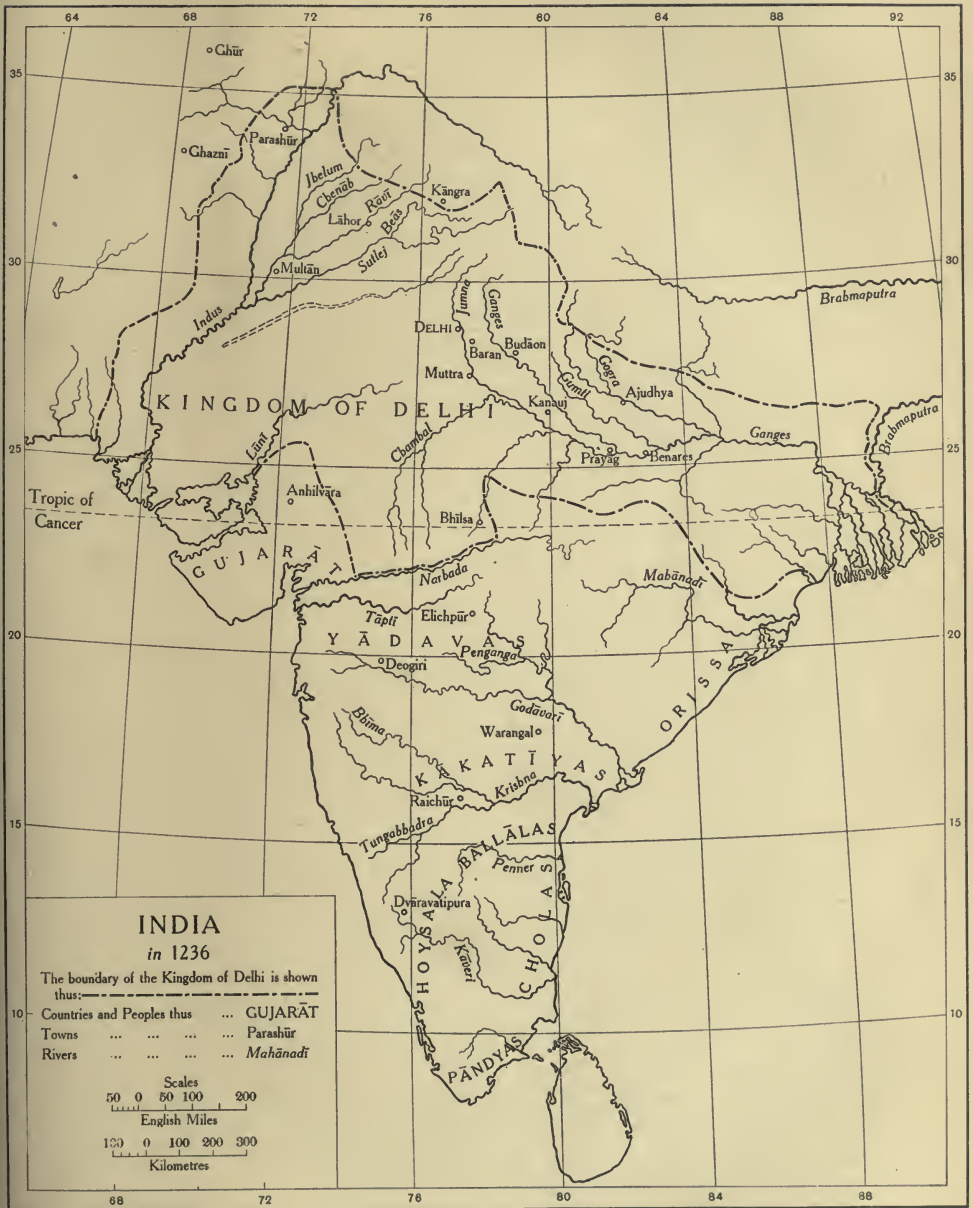 64 68 72 76 80 64 88 92
Ghūr
35 35
Parashūr
Ghaznī
Jhelum
Chenāb
Rāvī
Kāngra
Lāhor
Beās
Sutlej
Multān
30 30
Indus
Brahmaputra
Jumna
Ganges
DELHI
Baran
Budāon
Muttra
Gogra
Gumti
Ajudhya
KINGDOM OF DELHI
Kanauj
Lūnī
Chambal
Ganges
Brahmaputra
25 25
Prāyag
Benares
Anhilvāra
Tropic of
Cancer
Bhīlsa
GUJARĀT
Narbada
Mahānadī
Tāptī
Elichpūr
20 20
YĀDAVAS
Penganga
Deogiri
ORISSA
Godāvarī
Bhīma
Warangal
KĀKATĪYAS
Krishna
Raichūr
15 15
Tungabhadra
HOYSALA BALLĀLAS
Penner
Dvāravatipura
CHOLAS
Kāveri
10 10
PĀNDYAS
INDIA
in 1236
The boundary of the Kingdom of Delhi is shown
thus:
Countries and Peoples thus ... GUJARĀT
Towns ... ... ... ... Parashūr
Rivers ... ... ... ... Mahānadī
Scales
50 0 50 100 200
English Miles
100 0 100 200 300
Kilometres
68 72 76 80 84 88